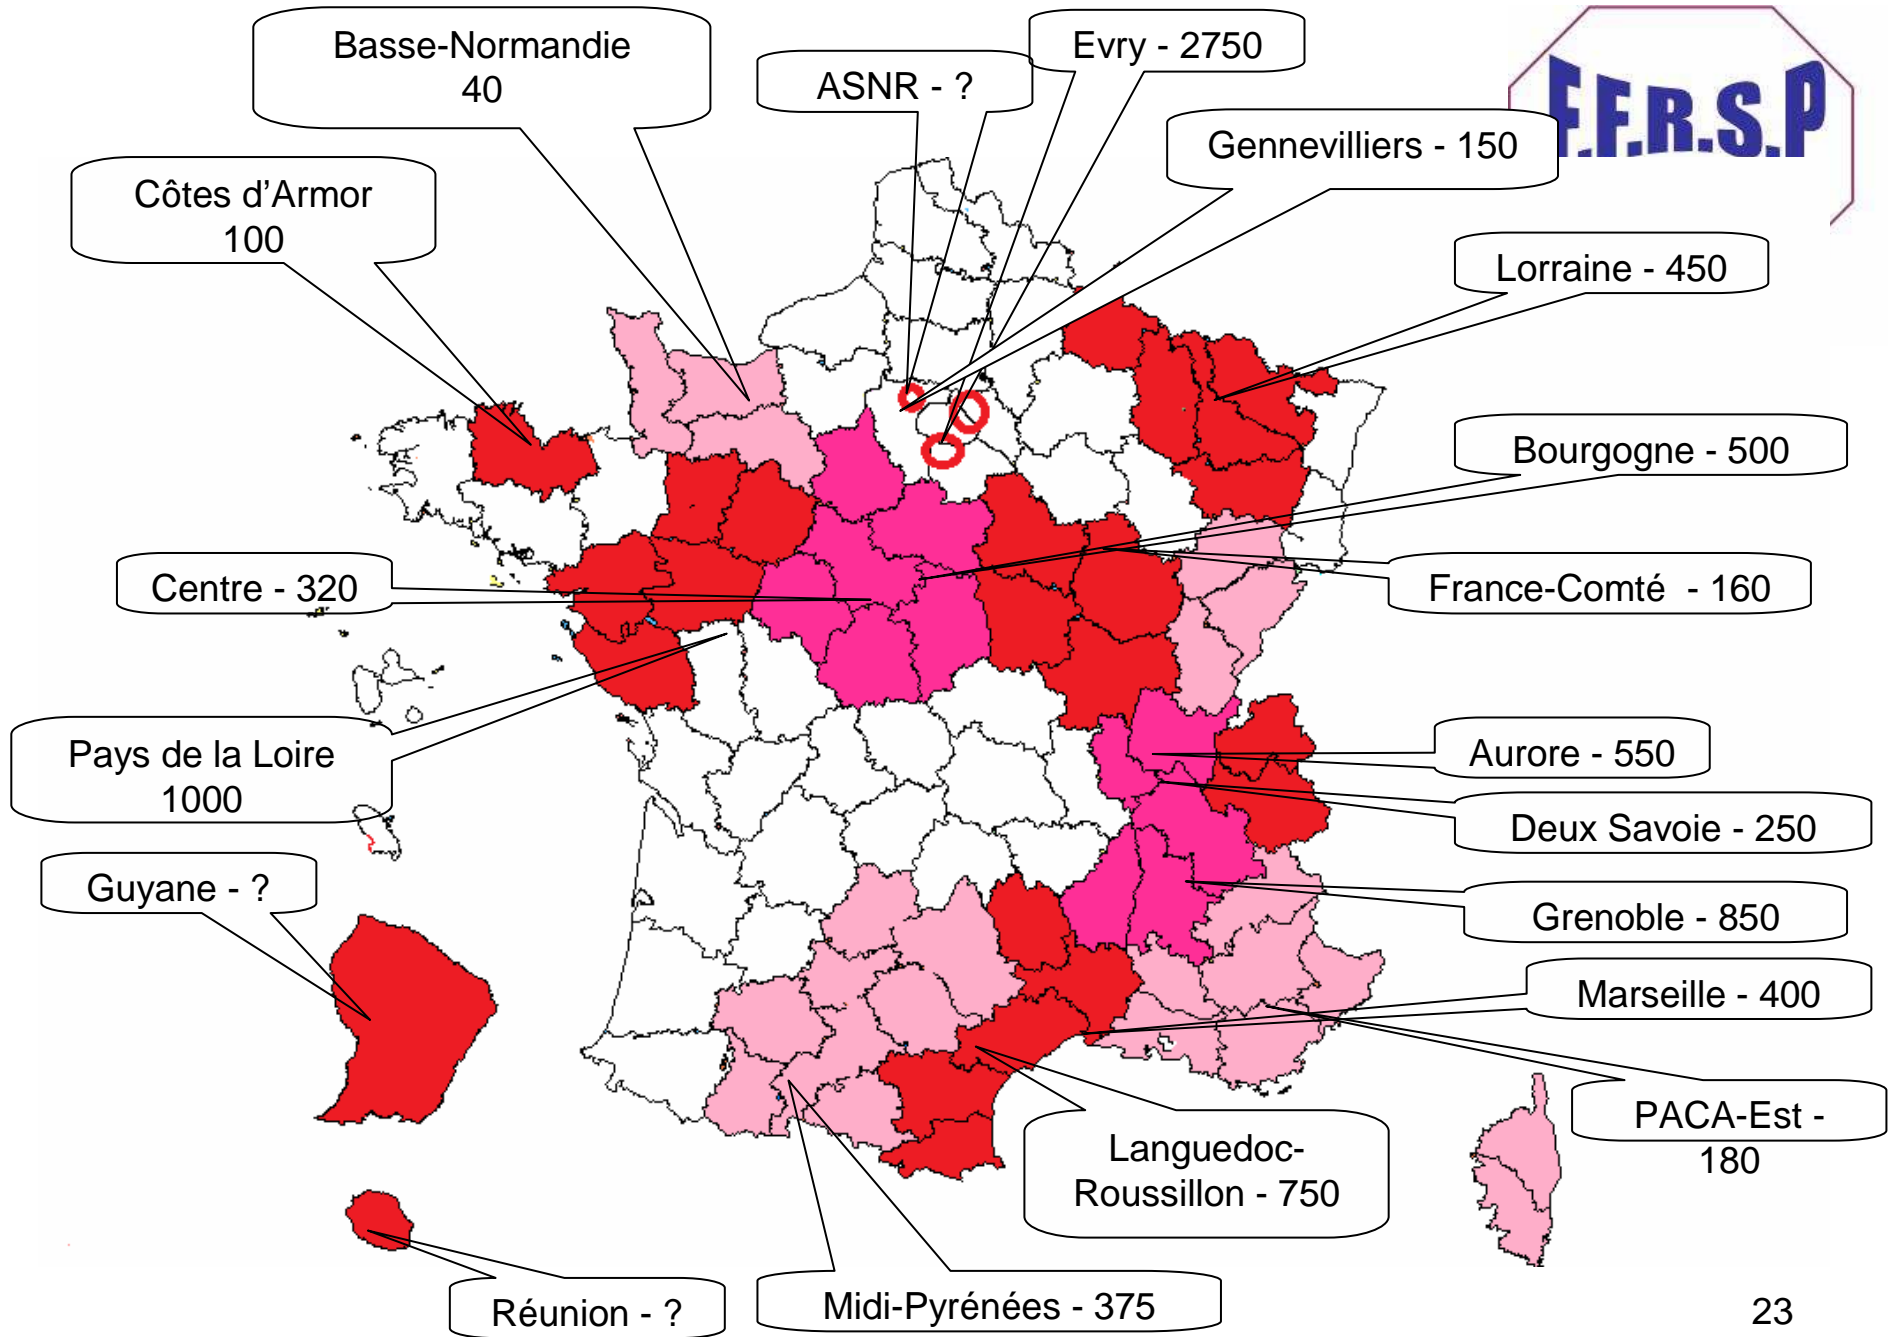 Basse-Normandie
40
ASNR - ?
Evry - 2750
F.F.R.S.P
Gennevilliers - 150
Côtes d’Armor
100
Lorraine - 450
Bourgogne - 500
Centre - 320
France-Comté - 160
Pays de la Loire
1000
Aurore - 550
Deux Savoie - 250
Guyane - ?
Grenoble - 850
Marseille - 400
PACA-Est -
180
Languedoc-
Roussillon - 750
Réunion - ?
Midi-Pyrénées - 375
23